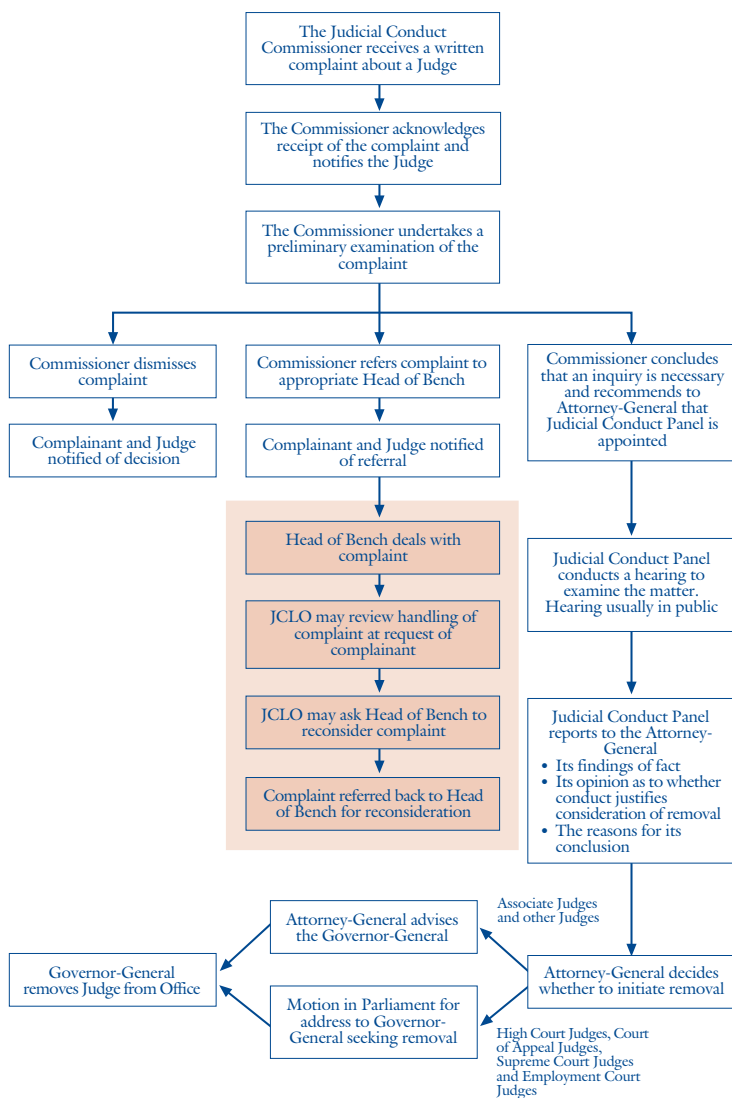 The Judicial Conduct
Commissioner receives a written
complaint about a Judge
The Commissioner acknowledges
receipt of the complaint and
notifies the Judge
The Commissioner undertakes a
preliminary examination of the
complaint
Commissioner dismisses
complaint
Complainant and Judge
notified of decision
Commissioner refers complaint to
appropriate Head of Bench
Complainant and Judge notified
of referral
Head of Bench deals with
complaint
JCLO may review handling of
complaint at request of
complainant
JCLO may ask Head of Bench to
reconsider complaint
Complaint referred back to Head
of Bench for reconsideration
Commissioner concludes
that an inquiry is necessary
and recommends to
Attorney-General that
Judicial Conduct Panel is
appointed
Judicial Conduct Panel
conducts a hearing to
examine the matter.
Hearing usually in public
Judicial Conduct Panel
reports to the Attorney-
General
• Its findings of fact
• Its opinion as to whether
conduct justifies
consideration of removal
• The reasons for its
conclusion
Attorney-General decides
whether to initiate removal
Associate Judges
and other Judges
Attorney-General advises
the Governor-General
High Court Judges, Court
of Appeal Judges,
Supreme Court Judges
and Employment Court
Judges
Motion in Parliament for
address to Governor-
General seeking removal
Governor-General
removes Judge from Office